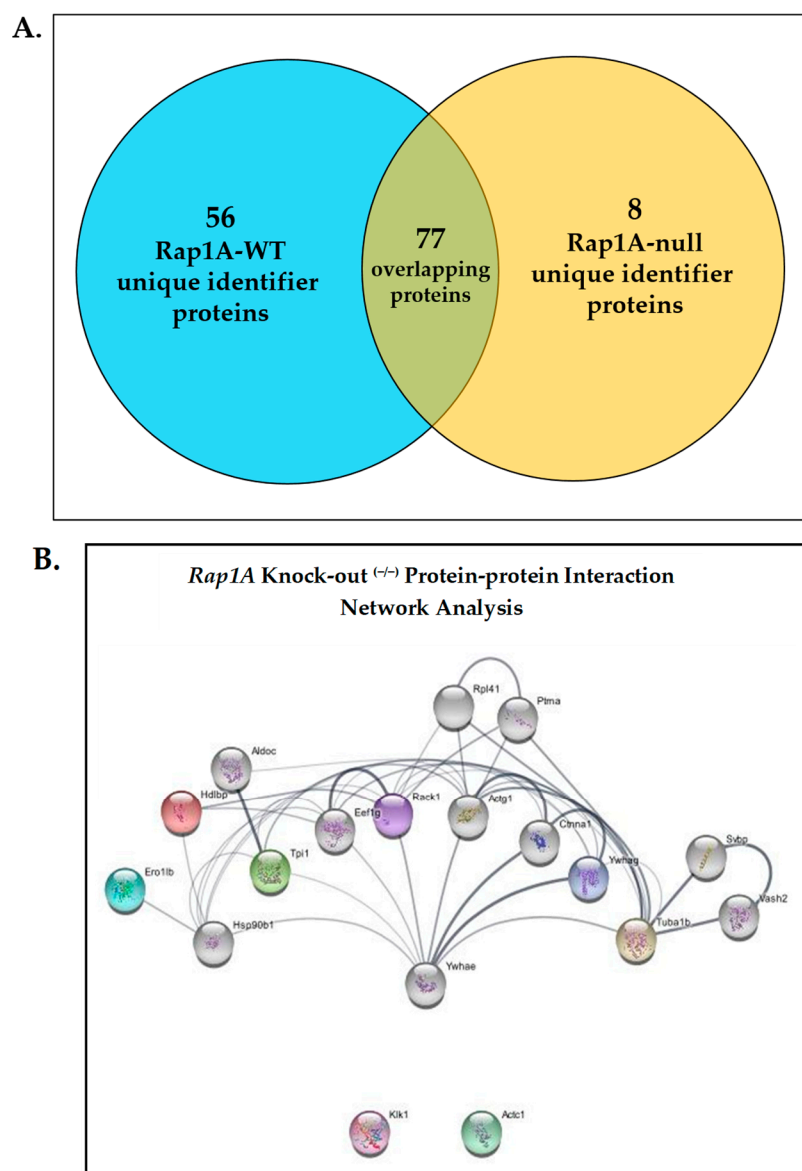 A.
56
Rap1A-WT
unique identifier
proteins
77
overlapping
proteins
8
Rap1A-null
unique identifier
proteins
B.
Rap1A Knock-out (−/−) Protein-protein Interaction
Network Analysis
Rpl41
Ptma
Aldoc
Hdlbp
Eef1g
Rack1
Actg1
Ctnna1
Tpi1
Ywhag
Svbp
Ero1lb
Vash2
Hsp90b1
Tuba1b
Ywhae
Klk1
Actc1